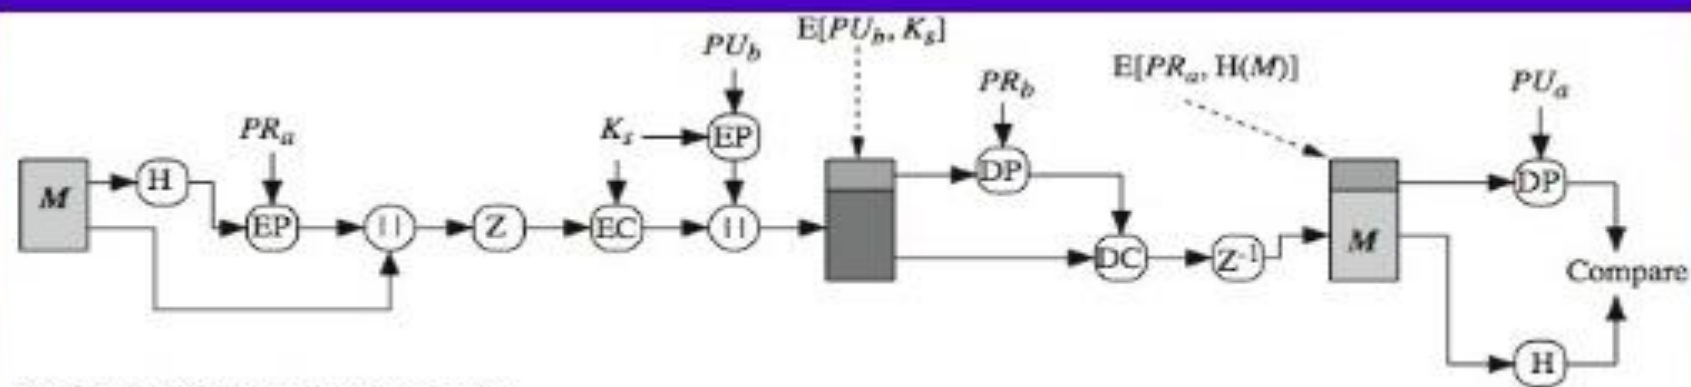 E[PU_b, K_s]
PU_b
E[PR_a, H(M)]
PR_b
PU_a
PR_a
K_s
EP
H
DP
DP
M
EP
||
Z
EC
||
M
DC
Z^-1
Compare
H